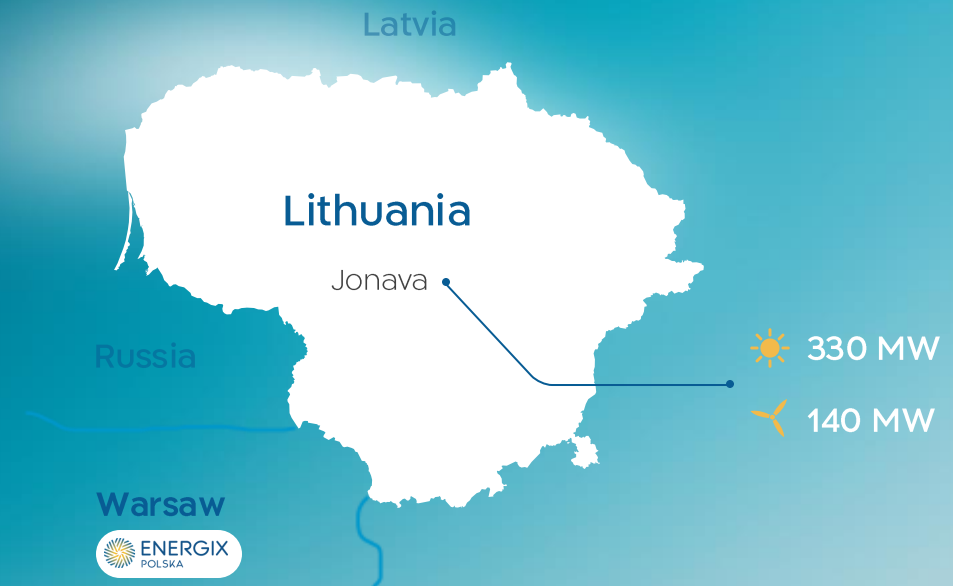 Latvia
Lithuania
Jonava
Russia
330 MW
140 MW
Warsaw
ENERGIX
POLSKA